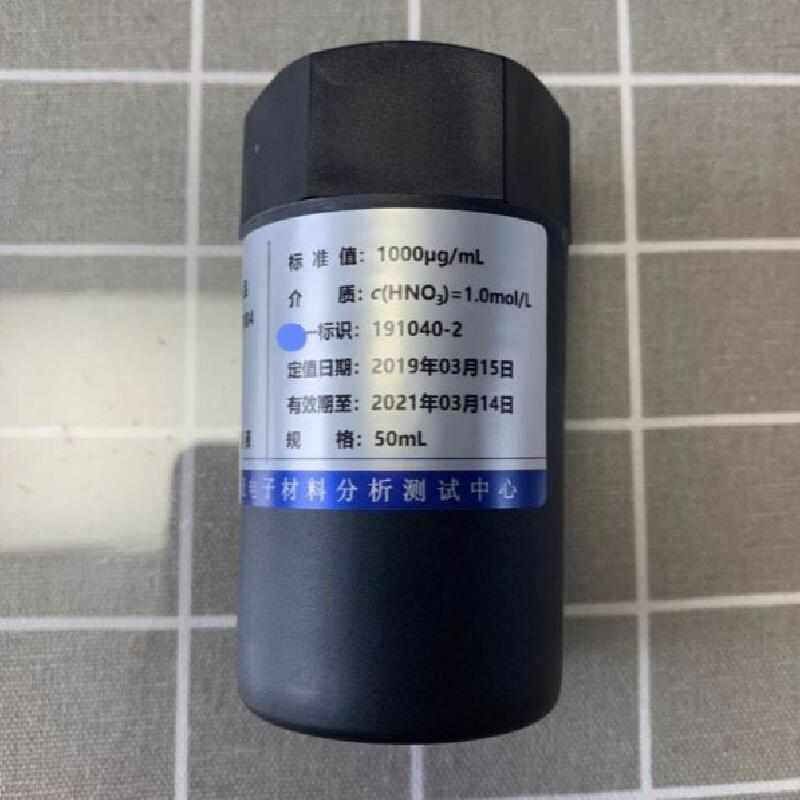 标 准 值：1000μg/mL
介 质：c(HNO₃)=1.0mol/L
一标识：191040-2
定值日期：2019年03月15日
有效期至：2021年03月14日
规 格：50mL
电子材料分析测试中心